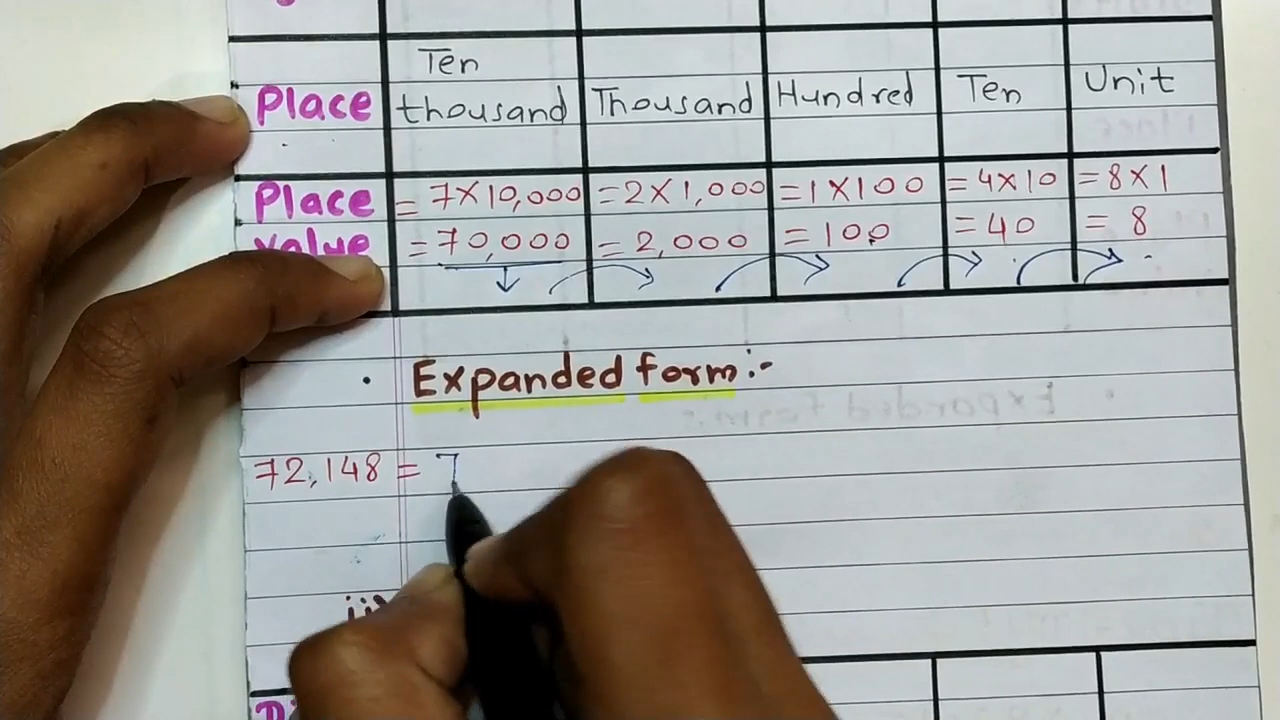 Ten
Place thousand Thousand Hundred Ten Unit
Place = 7×10,000 =2×1,000 =1×100 =4×10 =8×1
value = 70,000 = 2,000 = 100 = 40 = 8
Expanded form:-
72,148 = 7
ii)